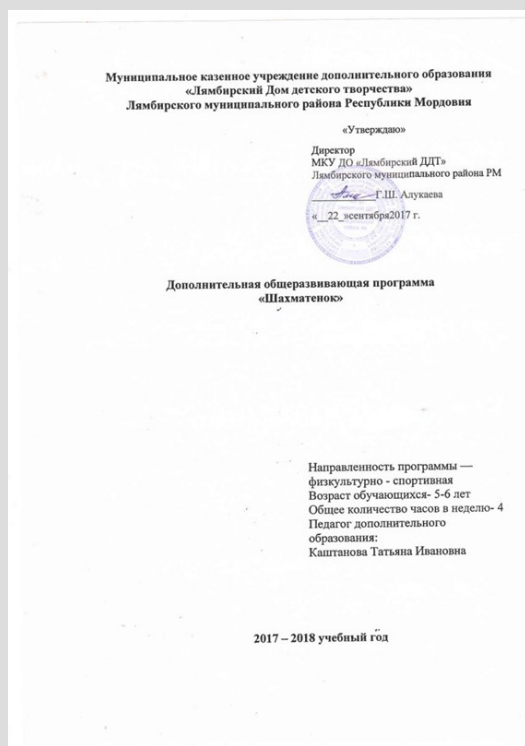 Муниципальное казенное учреждение дополнительного образования
«Лямбирский Дом детского творчества»
Лямбирского муниципального района Республики Мордовия
«Утверждаю»
Директор
МКУ ДО «Лямбирский ДДТ»
Лямбирского муниципального района РМ
____________Г.Ш. Алукаева
«__22_»сентября2017 г.
Дополнительная общеразвивающая программа
«Шахматенок»
Направленность программы —
физкультурно - спортивная
Возраст обучающихся- 5-6 лет
Общее количество часов в неделю- 4
Педагог дополнительного
образования:
Каштанова Татьяна Ивановна
2017 – 2018 учебный год